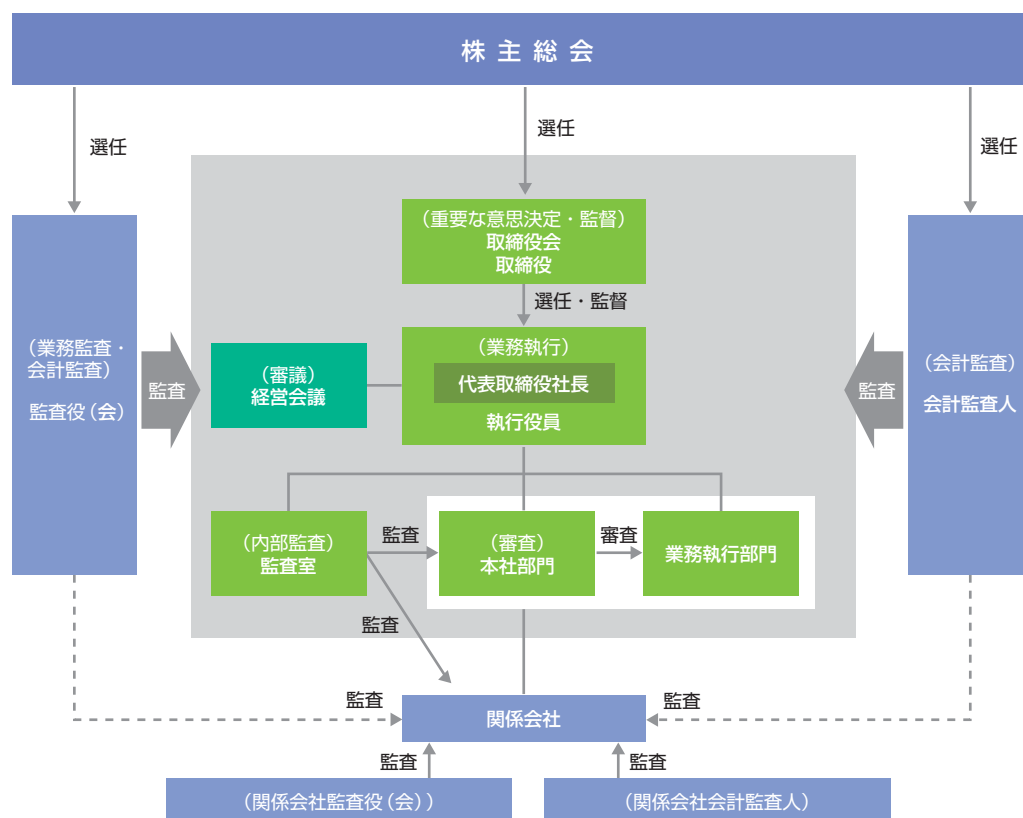 株主総会
選任
選任
選任
（重要な意思決定・監督）
取締役会
取締役
選任・監督
（業務監査・
会計監査）
監査役（会）
監査
（審議）
経営会議
（業務執行）
代表取締役社長
執行役員
監査
（会計監査）
会計監査人
（内部監査）
監査室
監査
（審査）
本社部門
審査
業務執行部門
監査
監査
関係会社
監査
監査
監査
（関係会社監査役（会））
（関係会社会計監査人）